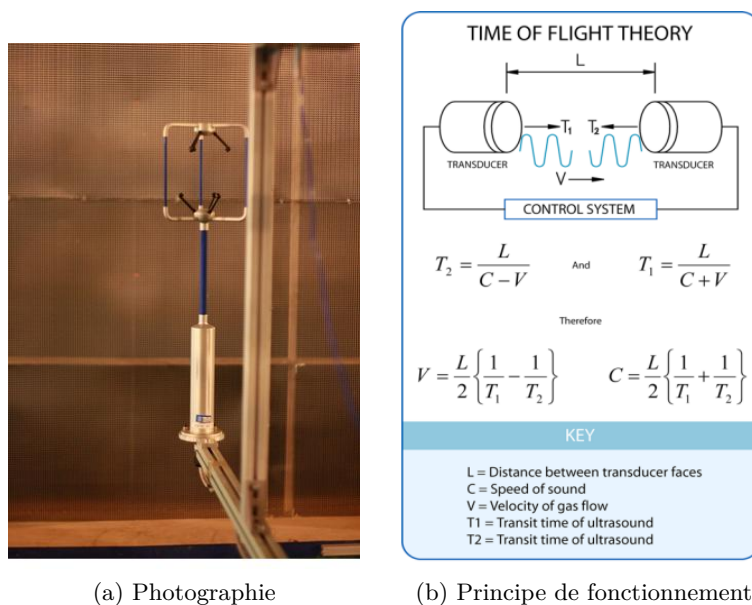 TIME OF FLIGHT THEORY
L
T₁ T₂
TRANSDUCER TRANSDUCER
V
CONTROL SYSTEM
T₂ = L / (C − V) And T₁ = L / (C + V)
Therefore
V = L/2 {1/T₁ − 1/T₂} C = L/2 {1/T₁ + 1/T₂}
KEY
L = Distance between transducer faces
C = Speed of sound
V = Velocity of gas flow
T1 = Transit time of ultrasound
T2 = Transit time of ultrasound
(a) Photographie (b) Principe de fonctionnement